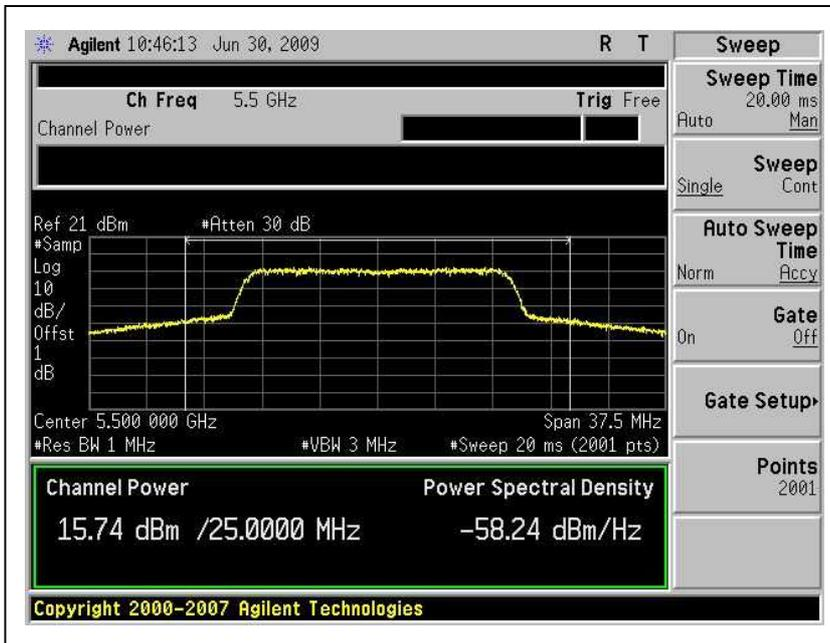 Agilent 10:46:13 Jun 30, 2009 R T
Ch Freq 5.5 GHz Trig Free
Channel Power
Ref 21 dBm #Atten 30 dB
#Samp
Log
10
dB/
Offst
1
dB
Center 5.500 000 GHz Span 37.5 MHz
#Res BW 1 MHz #VBW 3 MHz #Sweep 20 ms (2001 pts)
Channel Power Power Spectral Density
15.74 dBm /25.0000 MHz -58.24 dBm/Hz
Copyright 2000-2007 Agilent Technologies
Sweep
Sweep Time
20.00 ms
Auto Man
Sweep
Single Cont
Auto Sweep
Time
Norm Accy
Gate
On Off
Gate Setup
Points
2001